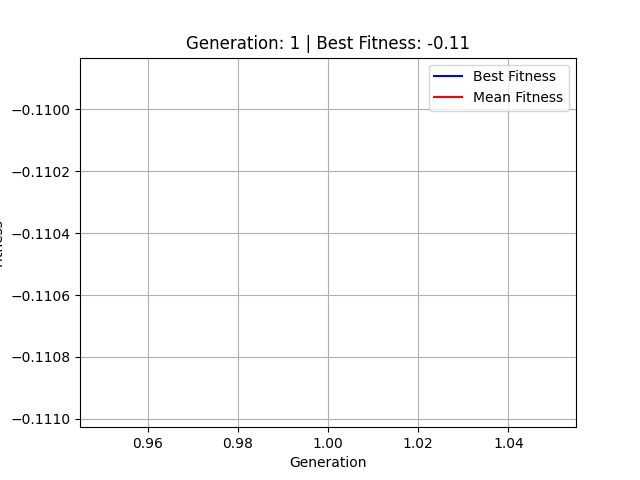 Generation: 1 | Best Fitness: -0.11
Best Fitness
Mean Fitness
−0.1100
−0.1102
−0.1104
−0.1106
−0.1108
−0.1110
0.96
0.98
1.00
1.02
1.04
Generation